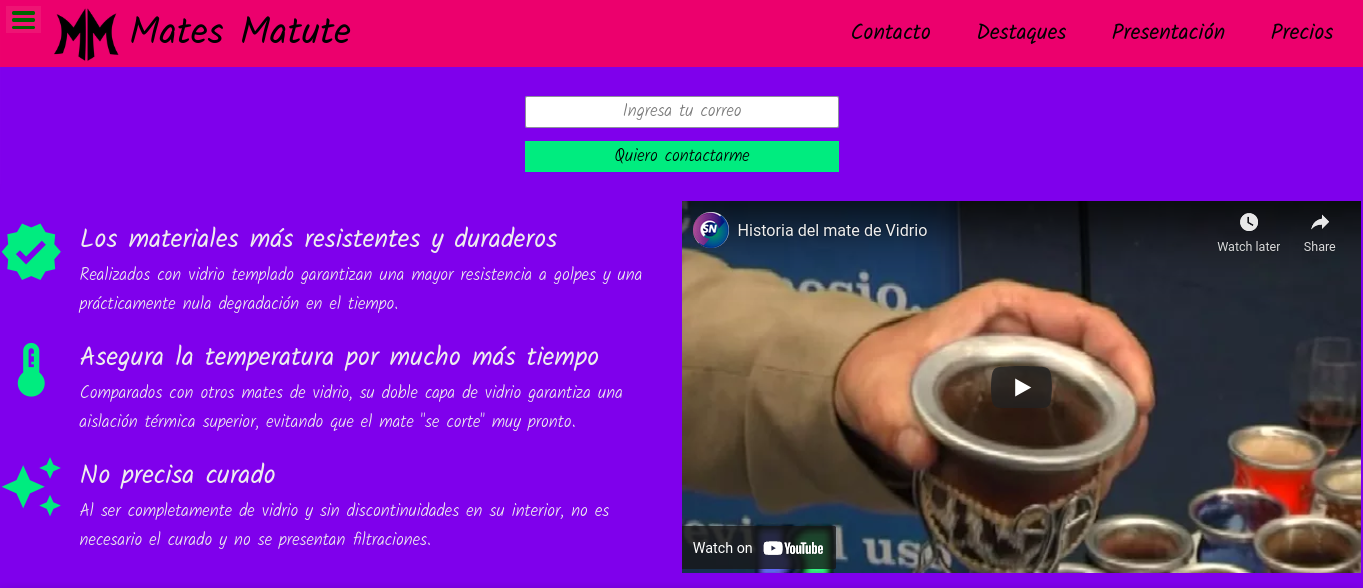 Mates Matute
Contacto
Destaques
Presentación
Precios
Ingresa tu correo
Quiero contactarme
Los materiales más resistentes y duraderos
Realizados con vidrio templado garantizan una mayor resistencia a golpes y una
prácticamente nula degradación en el tiempo.
Asegura la temperatura por mucho más tiempo
Comparados con otros mates de vidrio, su doble capa de vidrio garantiza una
aislación térmica superior, evitando que el mate "se corte" muy pronto.
No precisa curado
Al ser completamente de vidrio y sin discontinuidades en su interior, no es
necesario el curado y no se presentan filtraciones.
SN
Historia del mate de Vidrio
Watch later
Share
Watch on YouTube
l uso